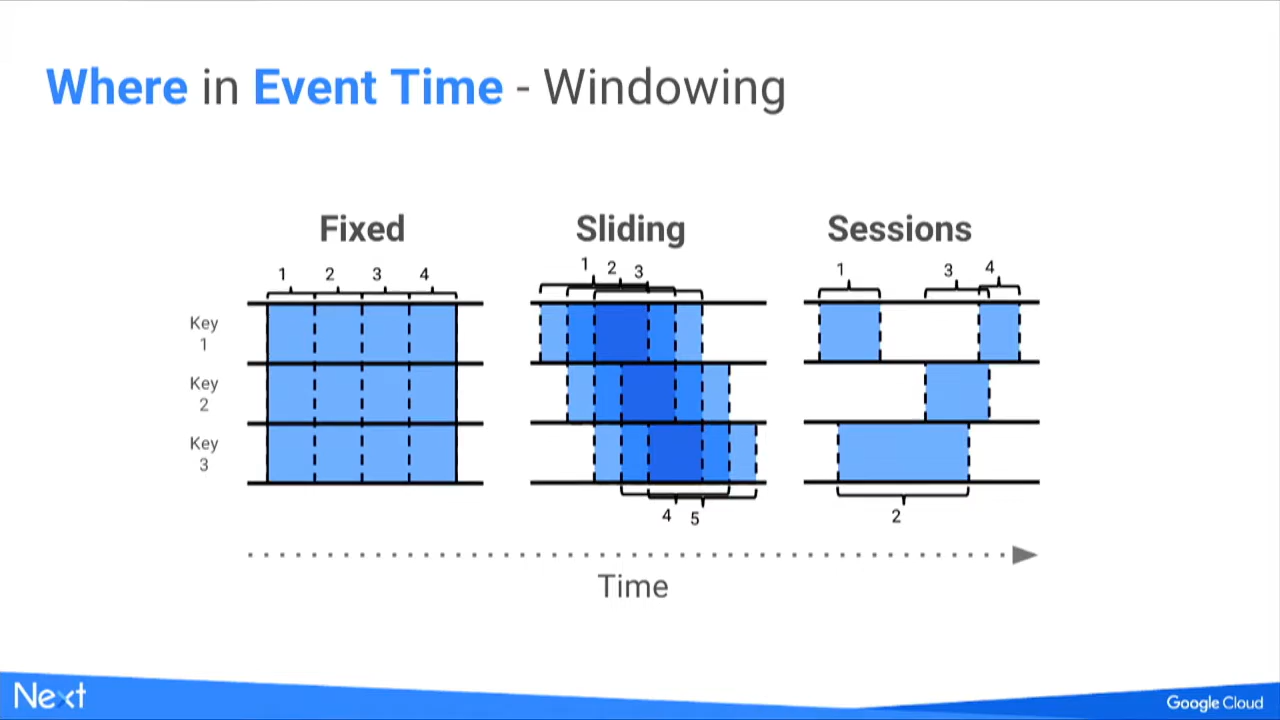 Where in Event Time - Windowing
Fixed
Sliding
Sessions
1 2 3 4
1 2 3
1 3 4
Key
1
Key
2
Key
3
4 5
2
Time
Next
Google Cloud